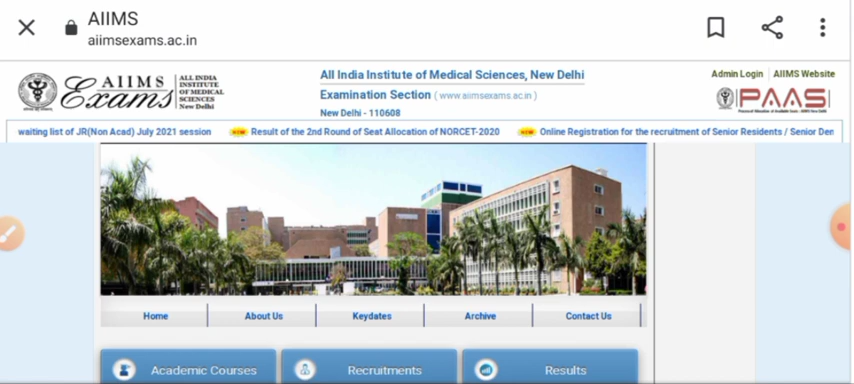 AIIMS
aiimsexams.ac.in
AIIMS
Exams
ALL INDIA
INSTITUTE
OF MEDICAL
SCIENCES
New Delhi
All India Institute of Medical Sciences, New Delhi
Examination Section ( www.aiimsexams.ac.in )
New Delhi - 110608
Admin Login | AIIMS Website
PAAS
waiting list of JR(Non Acad) July 2021 session NEW Result of the 2nd Round of Seat Allocation of NORCET-2020 NEW Online Registration for the recruitment of Senior Residents / Senior Den
Home About Us Keydates Archive Contact Us
Academic Courses Recruitments Results